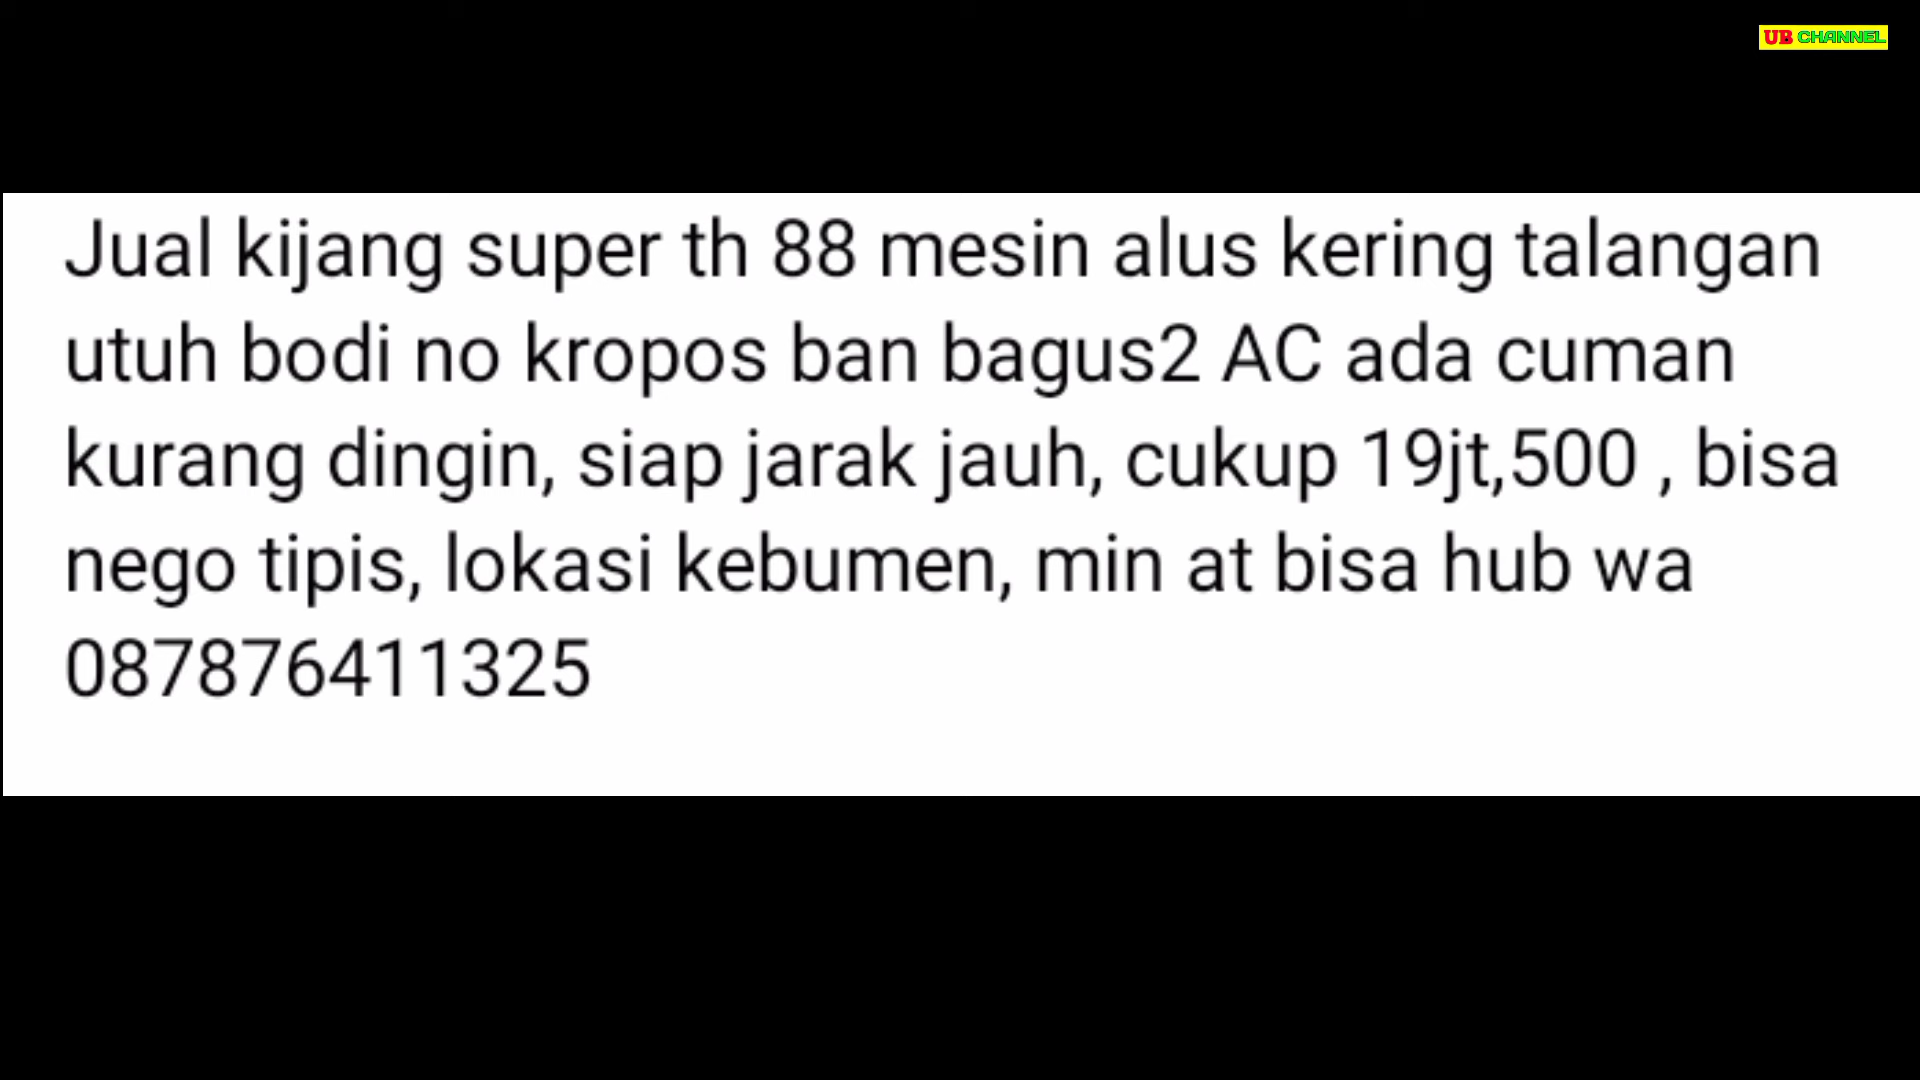 UB CHANNEL
Jual kijang super th 88 mesin alus kering talangan
utuh bodi no kropos ban bagus2 AC ada cuman
kurang dingin, siap jarak jauh, cukup 19jt,500 , bisa
nego tipis, lokasi kebumen, min at bisa hub wa
087876411325